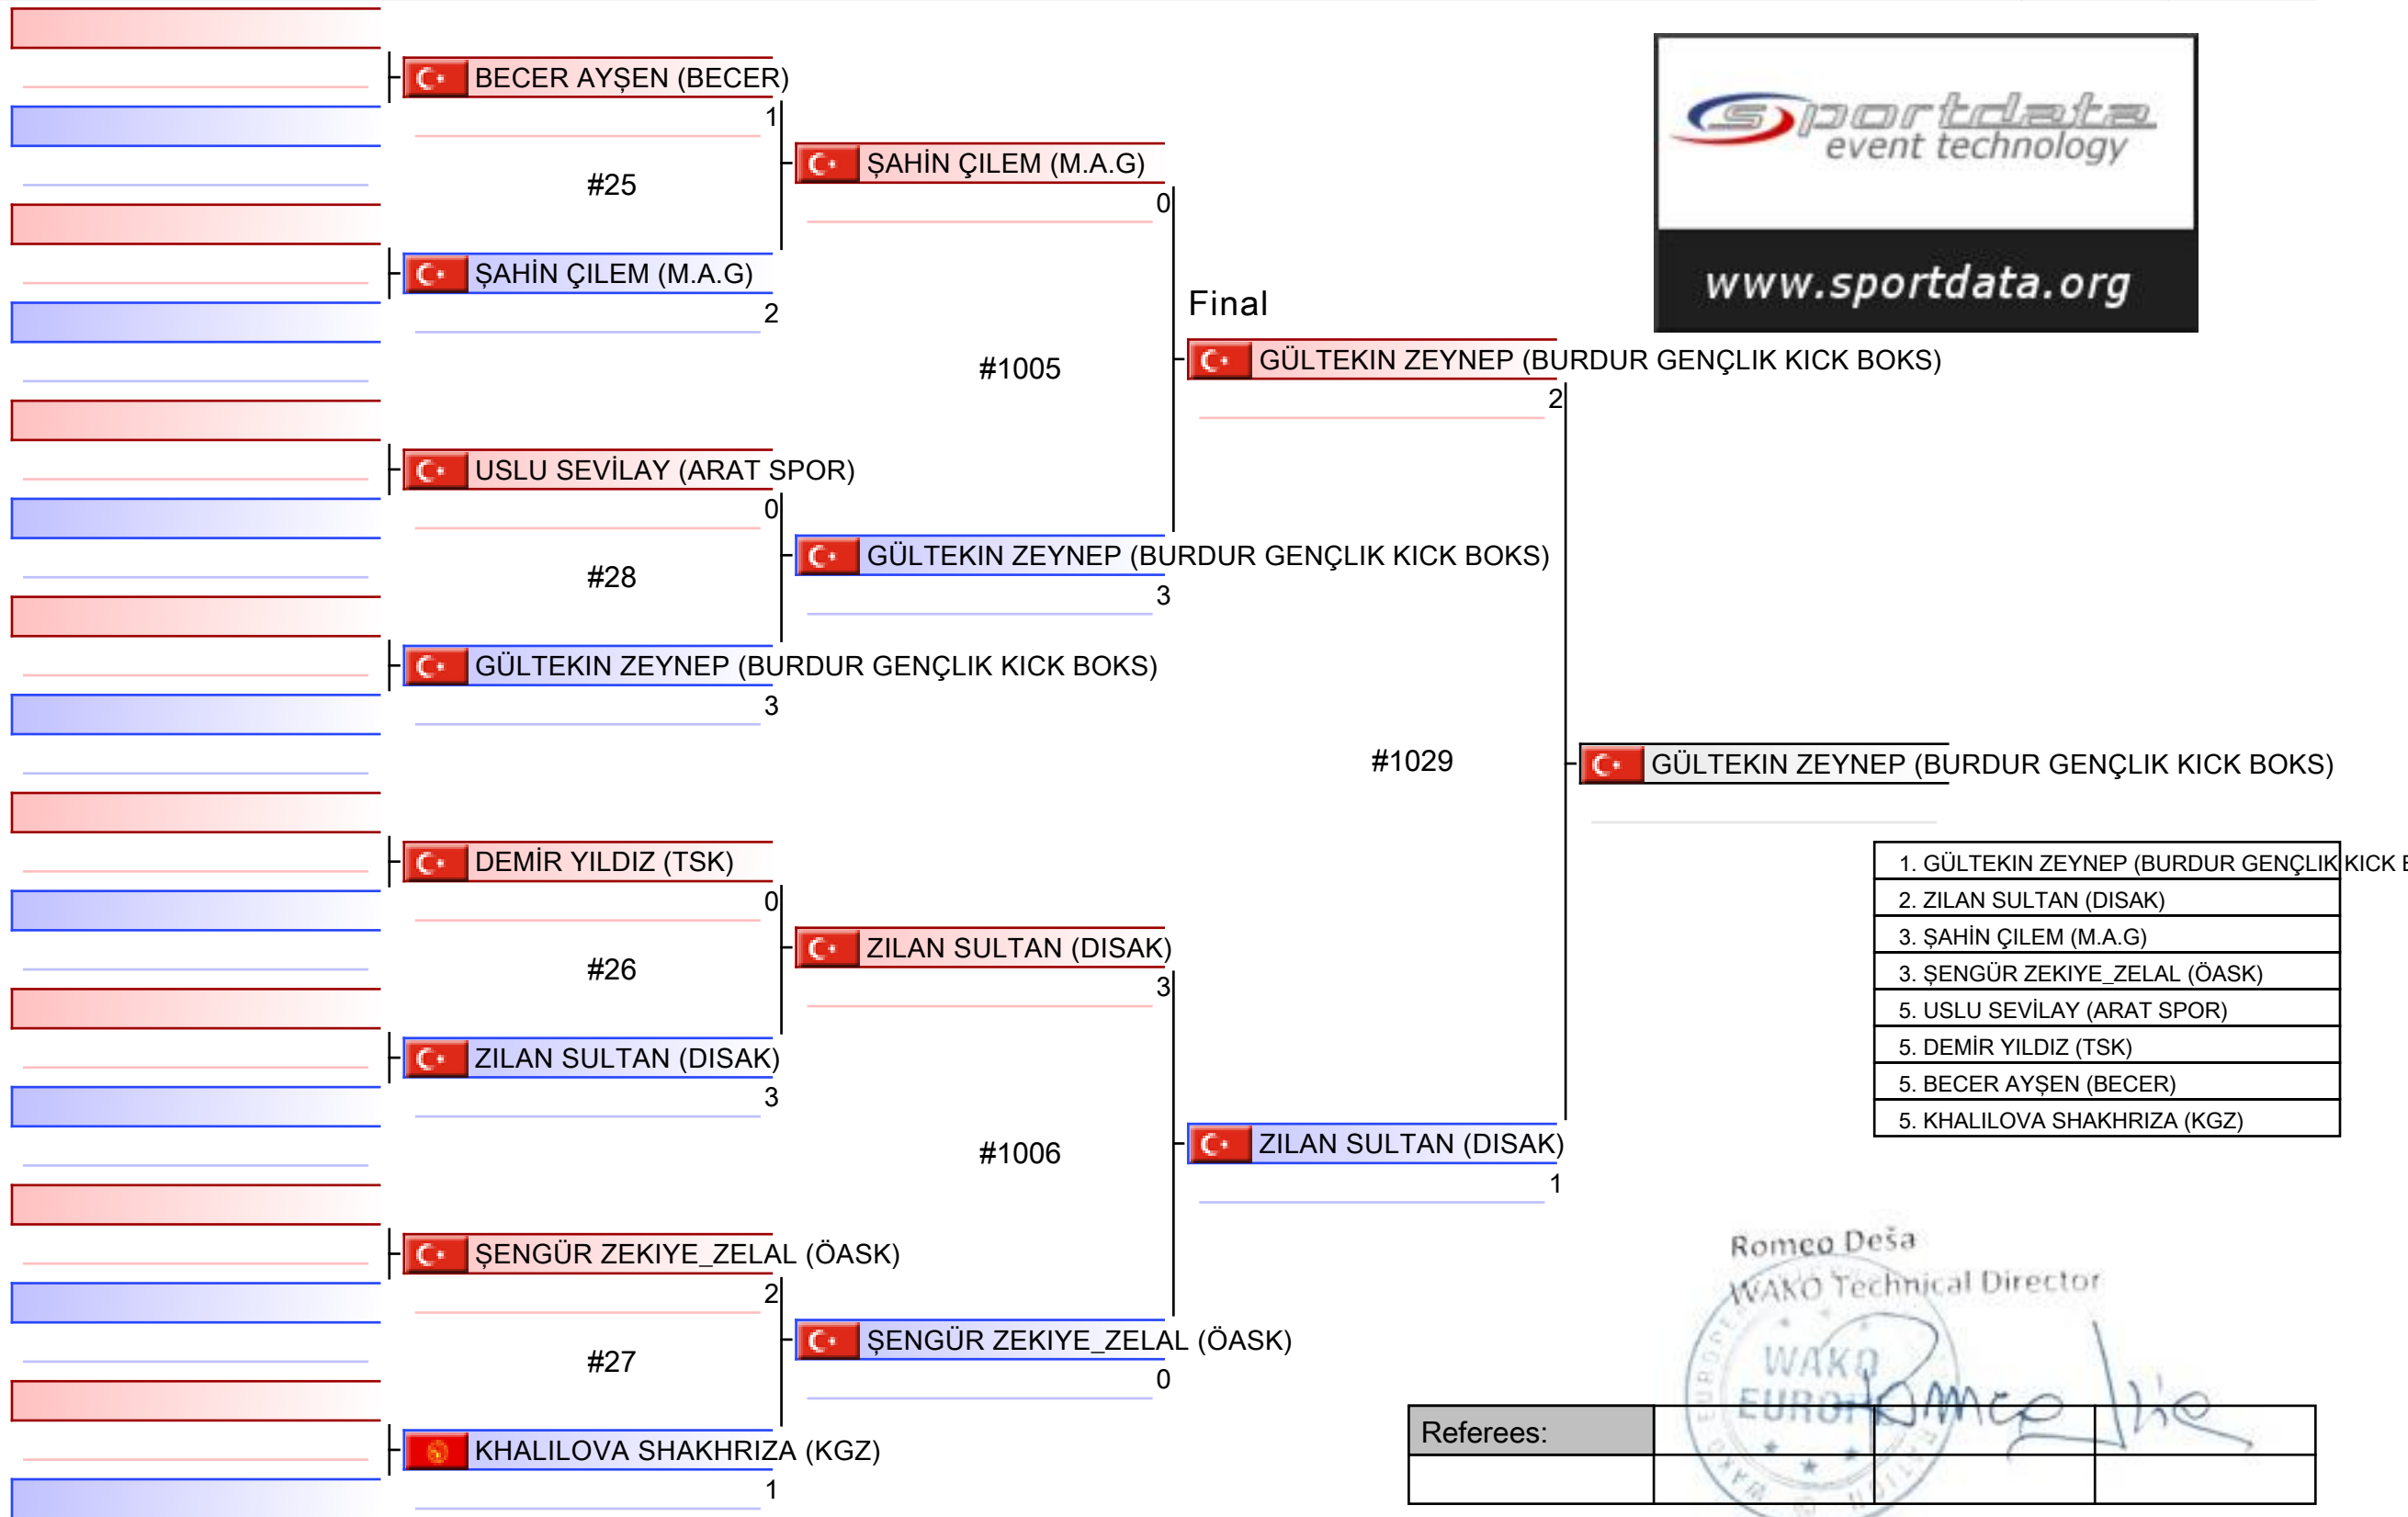 BECER AYŞEN (BECER)
1
#25
ŞAHİN ÇILEM (M.A.G)
2
USLU SEVİLAY (ARAT SPOR)
0
#28
GÜLTEKIN ZEYNEP (BURDUR GENÇLIK KICK BOKS)
3
DEMİR YILDIZ (TSK)
0
#26
ZILAN SULTAN (DISAK)
3
ŞENGÜR ZEKIYE_ZELAL (ÖASK)
2
#27
KHALILOVA SHAKHRIZA (KGZ)
1
ŞAHİN ÇILEM (M.A.G)
0
#1005
GÜLTEKIN ZEYNEP (BURDUR GENÇLIK KICK BOKS)
3
ZILAN SULTAN (DISAK)
3
#1006
ŞENGÜR ZEKIYE_ZELAL (ÖASK)
0
Final
GÜLTEKIN ZEYNEP (BURDUR GENÇLIK KICK BOKS)
2
#1029
ZILAN SULTAN (DISAK)
1
GÜLTEKIN ZEYNEP (BURDUR GENÇLIK KICK BOKS)
sportdata
event technology
www.sportdata.org
1. GÜLTEKIN ZEYNEP (BURDUR GENÇLIK KICK
2. ZILAN SULTAN (DISAK)
3. ŞAHİN ÇILEM (M.A.G)
3. ŞENGÜR ZEKIYE_ZELAL (ÖASK)
5. USLU SEVİLAY (ARAT SPOR)
5. DEMİR YILDIZ (TSK)
5. BECER AYŞEN (BECER)
5. KHALILOVA SHAKHRIZA (KGZ)
Romeo Deša
WAKO Technical Director
WAKO
EUROPE
Referees: